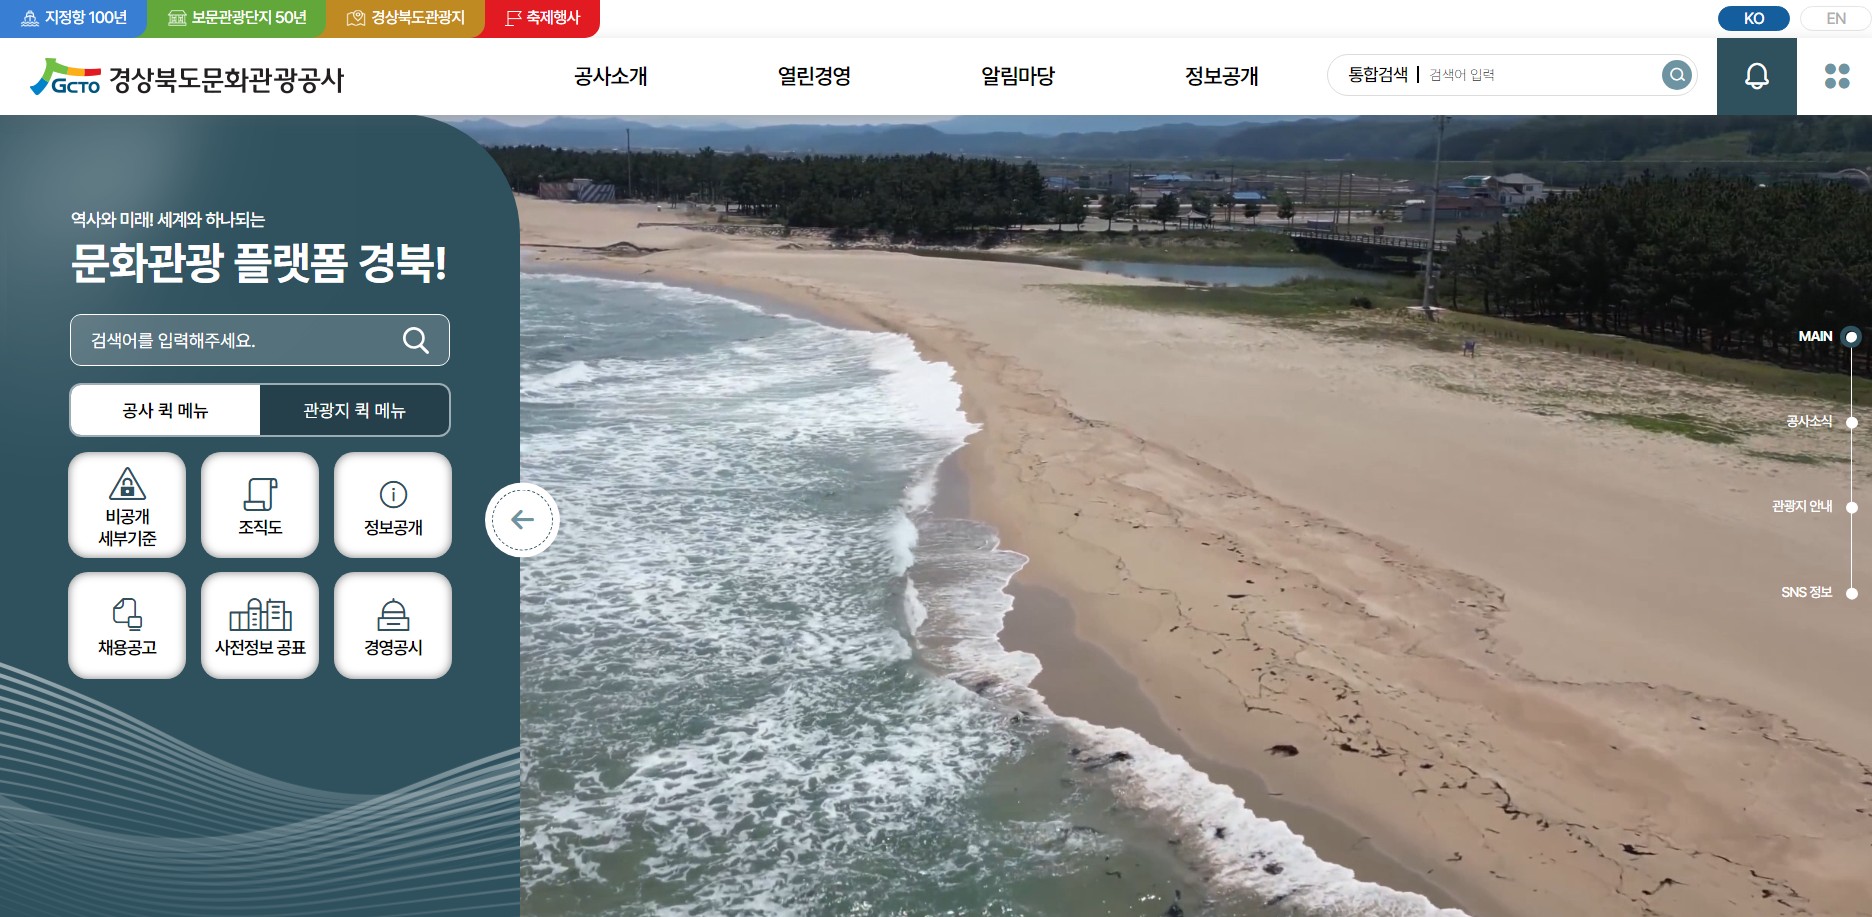 지정항 100년
보문관광단지 50년
경상북도관광지
축제행사
KO
EN
GCTO 경상북도문화관광공사
공사소개
열린경영
알림마당
정보공개
통합검색
검색어 입력
역사와 미래! 세계와 하나되는
문화관광 플랫폼 경북!
검색어를 입력해주세요.
공사 퀵 메뉴
관광지 퀵 메뉴
비공개
세부기준
조직도
정보공개
채용공고
사전정보 공표
경영공시
MAIN
공사소식
관광지 안내
SNS 정보